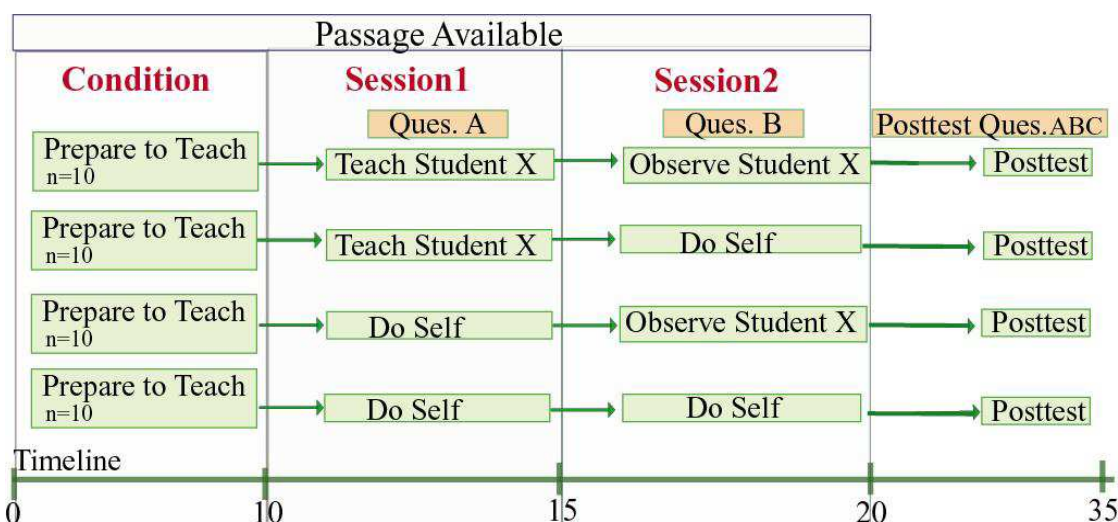 Passage Available
Condition
Session1
Session2
Ques. A
Ques. B
Posttest Ques.ABC
Prepare to Teach
n=10
Teach Student X
Observe Student X
Posttest
Prepare to Teach
n=10
Teach Student X
Do Self
Posttest
Prepare to Teach
n=10
Do Self
Observe Student X
Posttest
Prepare to Teach
n=10
Do Self
Do Self
Posttest
Timeline
0
10
15
20
35